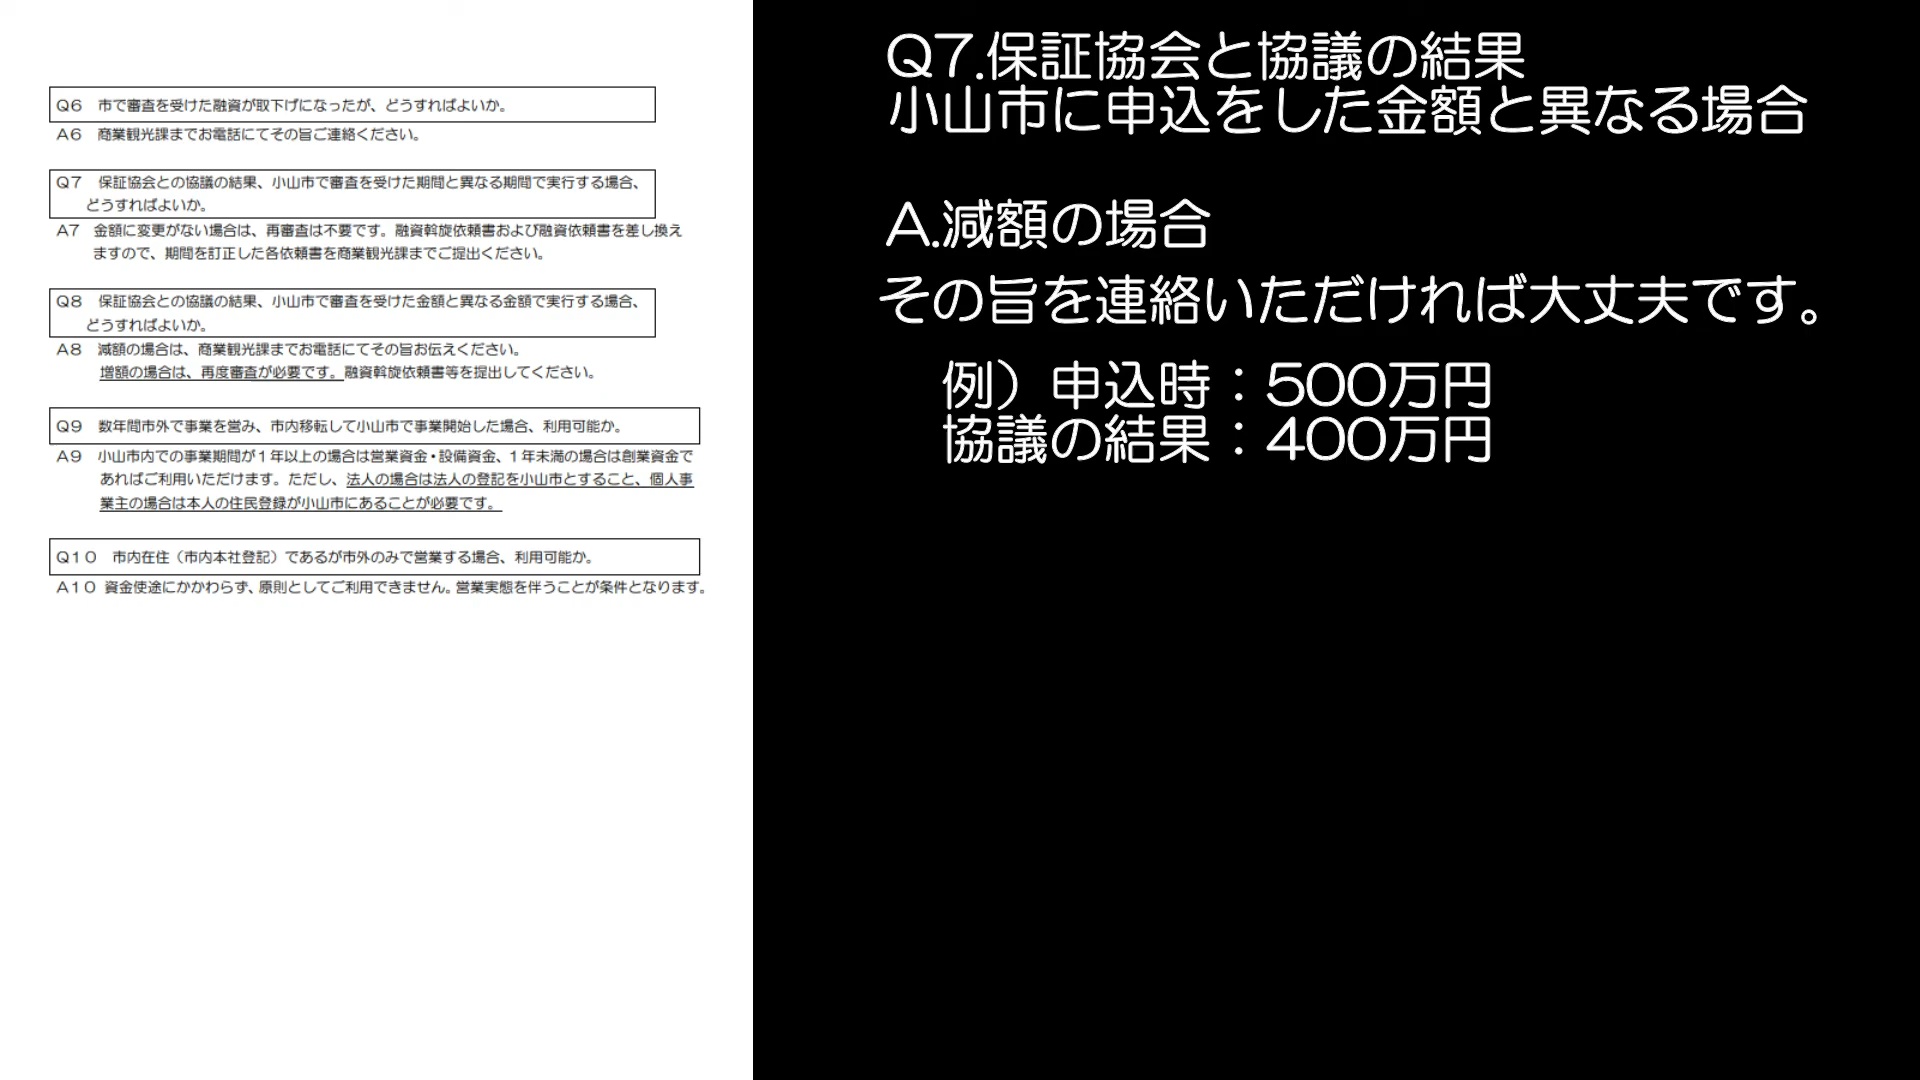 Q6 市で審査を受けた融資が取下げになったが、どうすればよいか。
A6 商業観光課までお電話にてその旨ご連絡ください。
Q7 保証協会との協議の結果、小山市で審査を受けた期間と異なる期間で実行する場合、
どうすればよいか。
A7 金額に変更がない場合は、再審査は不要です。融資斡旋依頼書および融資依頼書を差し換え
ますので、期間を訂正した各依頼書を商業観光課までご提出ください。
Q8 保証協会との協議の結果、小山市で審査を受けた金額と異なる金額で実行する場合、
どうすればよいか。
A8 減額の場合は、商業観光課までお電話にてその旨お伝えください。
増額の場合は、再度審査が必要です。融資斡旋依頼書等を提出してください。
Q9 数年間市外で事業を営み、市内移転して小山市で事業開始した場合、利用可能か。
A9 小山市内での事業期間が1年以上の場合は営業資金・設備資金、1年未満の場合は創業資金で
あればご利用いただけます。ただし、法人の場合は法人の登記を小山市とすること、個人事
業主の場合は本人の住民登録が小山市にあることが必要です。
Q10 市内在住（市内本社登記）であるが市外のみで営業する場合、利用可能か。
A10 資金使途にかかわらず、原則としてご利用できません。営業実態を伴うことが条件となります。
Q7.保証協会と協議の結果
小山市に申込をした金額と異なる場合
A.減額の場合
その旨を連絡いただければ大丈夫です。
例）申込時：500万円
協議の結果：400万円